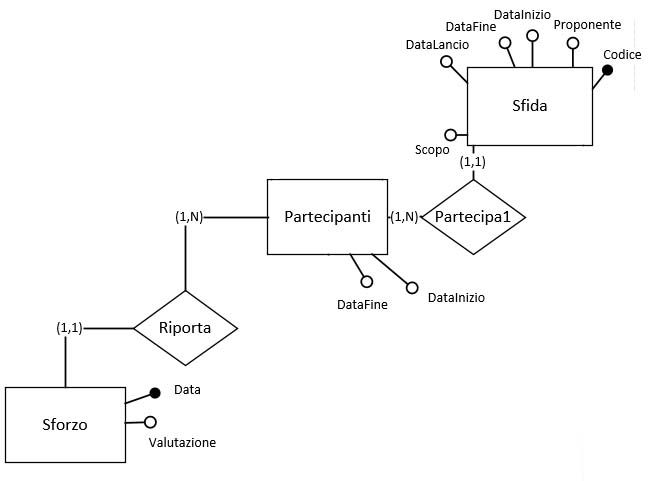 DataInizio
DataFine
Proponente
DataLancio
Codice
Sfida
Scopo
(1,1)
(1,N)
Partecipanti
(1,N)
Partecipa1
DataFine
DataInizio
(1,1)
Riporta
Data
Sforzo
Valutazione